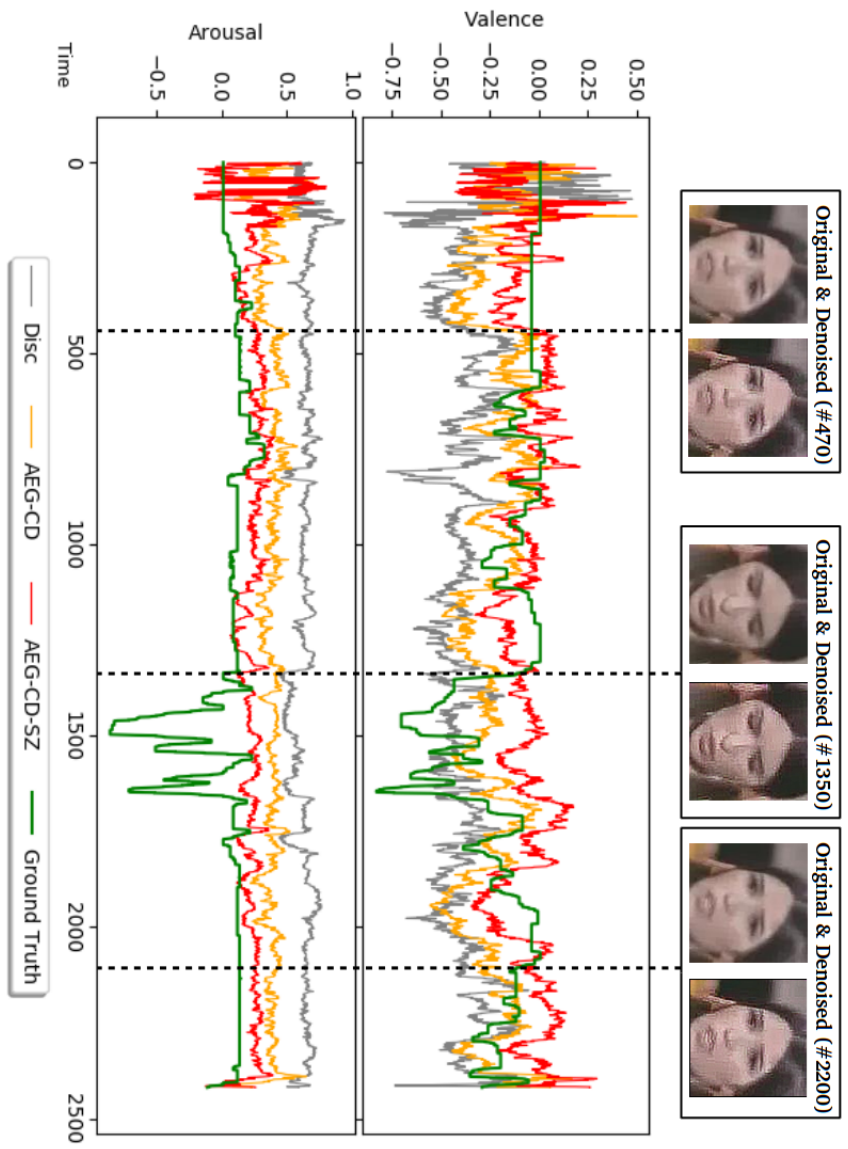 Original & Denoised (#470)
Original & Denoised (#1350)
Original & Denoised (#2200)
Valence
0.50
0.25
0.00
−0.25
−0.50
−0.75
Arousal
1.0
0.5
0.0
−0.5
Time
0
500
1000
1500
2000
2500
Disc
AEG-CD
AEG-CD-SZ
Ground Truth